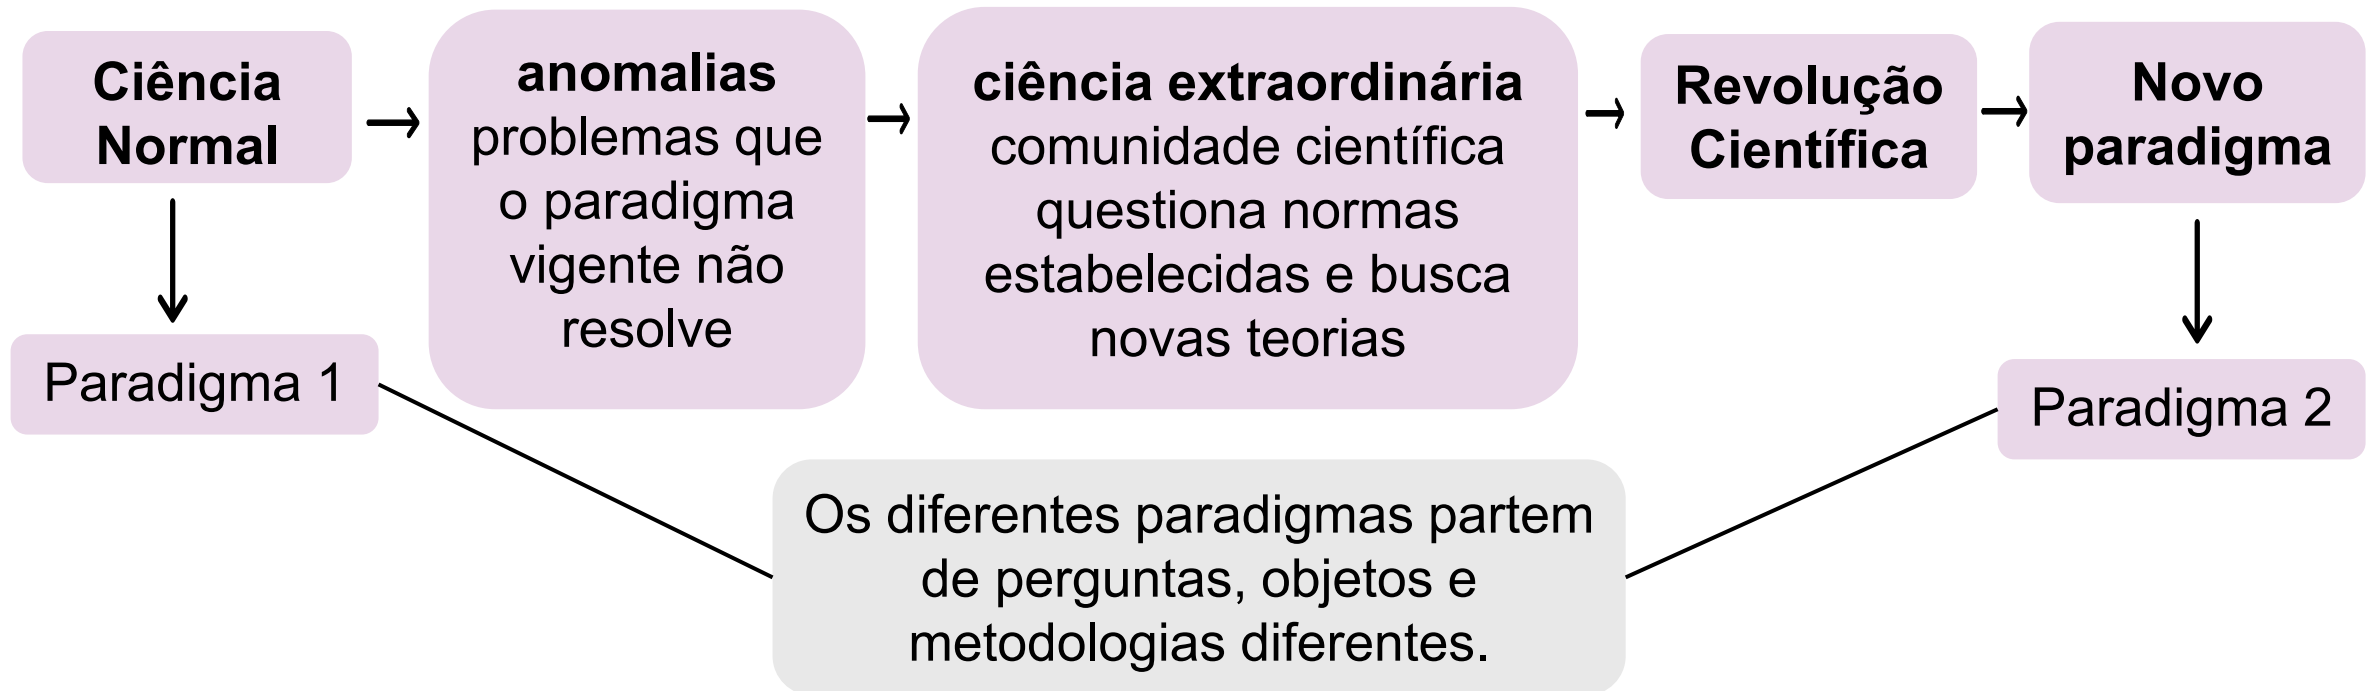 Ciência
Normal
anomalias
problemas que
o paradigma
vigente não
resolve
ciência extraordinária
comunidade científica
questiona normas
estabelecidas e busca
novas teorias
Revolução
Científica
Novo
paradigma
Paradigma 1
Paradigma 2
Os diferentes paradigmas partem
de perguntas, objetos e
metodologias diferentes.